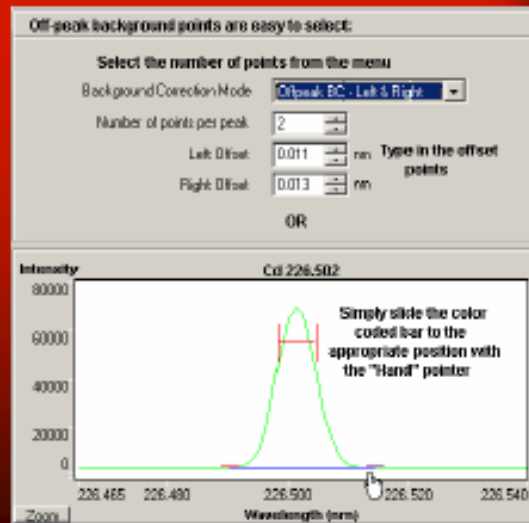 Off-peak background points are easy to select:
Select the number of points from the menu
Background Correction Mode Offpeak BC - Left & Right
Number of points per peak 2
Left Offset 0.011 nm Type in the offset
points
Right Offset 0.013 nm
OR
Intensity Cd 226.502
80000
60000
40000
20000
0
Simply slide the color
coded bar to the
appropriate position with
the "Hand" pointer
226.465 226.480 226.500 226.520 226.540
Zoom Wavelength (nm)